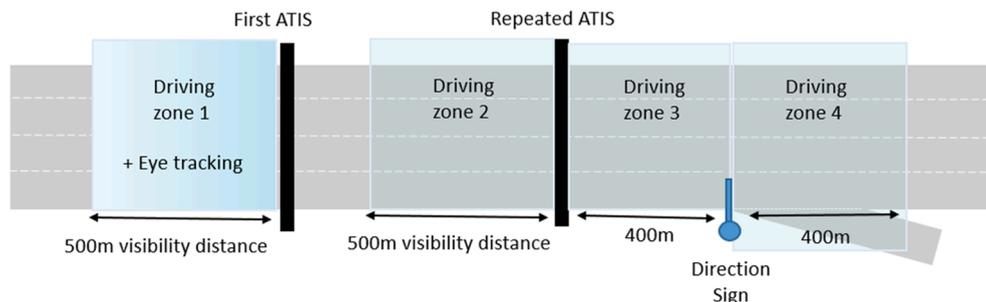 First ATIS
Repeated ATIS
Driving
zone 1
+ Eye tracking
Driving
zone 2
Driving
zone 3
Driving
zone 4
500m visibility distance
500m visibility distance
400m
400m
Direction
Sign